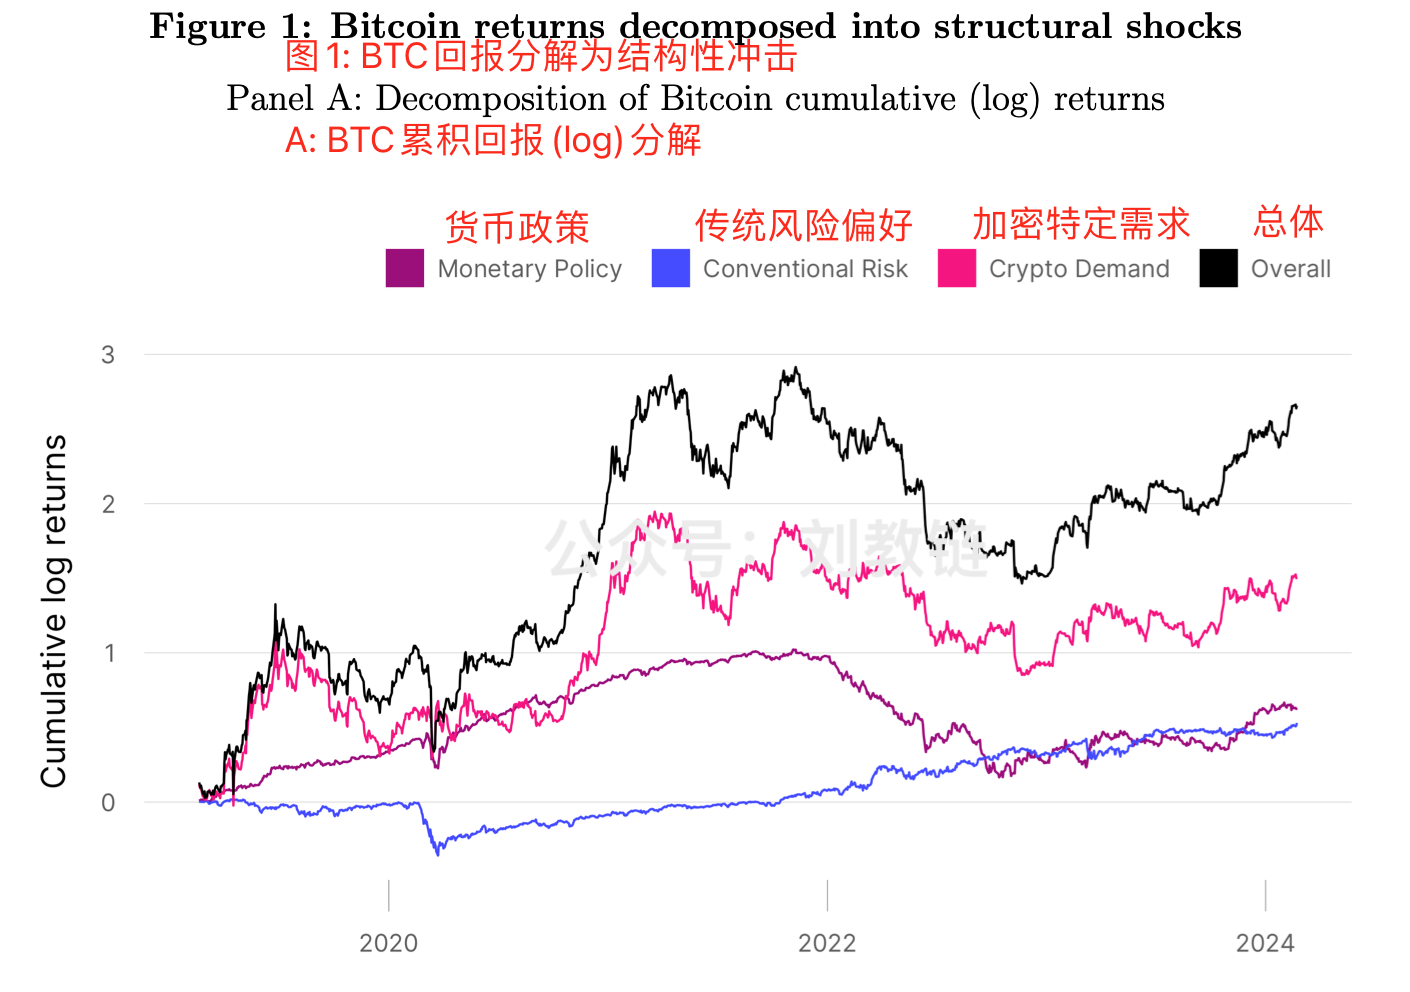 Figure 1: Bitcoin returns decomposed into structural shocks
图1: BTC回报分解为结构性冲击
Panel A: Decomposition of Bitcoin cumulative (log) returns
A: BTC累积回报(log)分解
货币政策 传统风险偏好 加密特定需求 总体
Monetary Policy Conventional Risk Crypto Demand Overall
Cumulative log returns
3
2
公众号：刘教链
1
0
2020 2022 2024